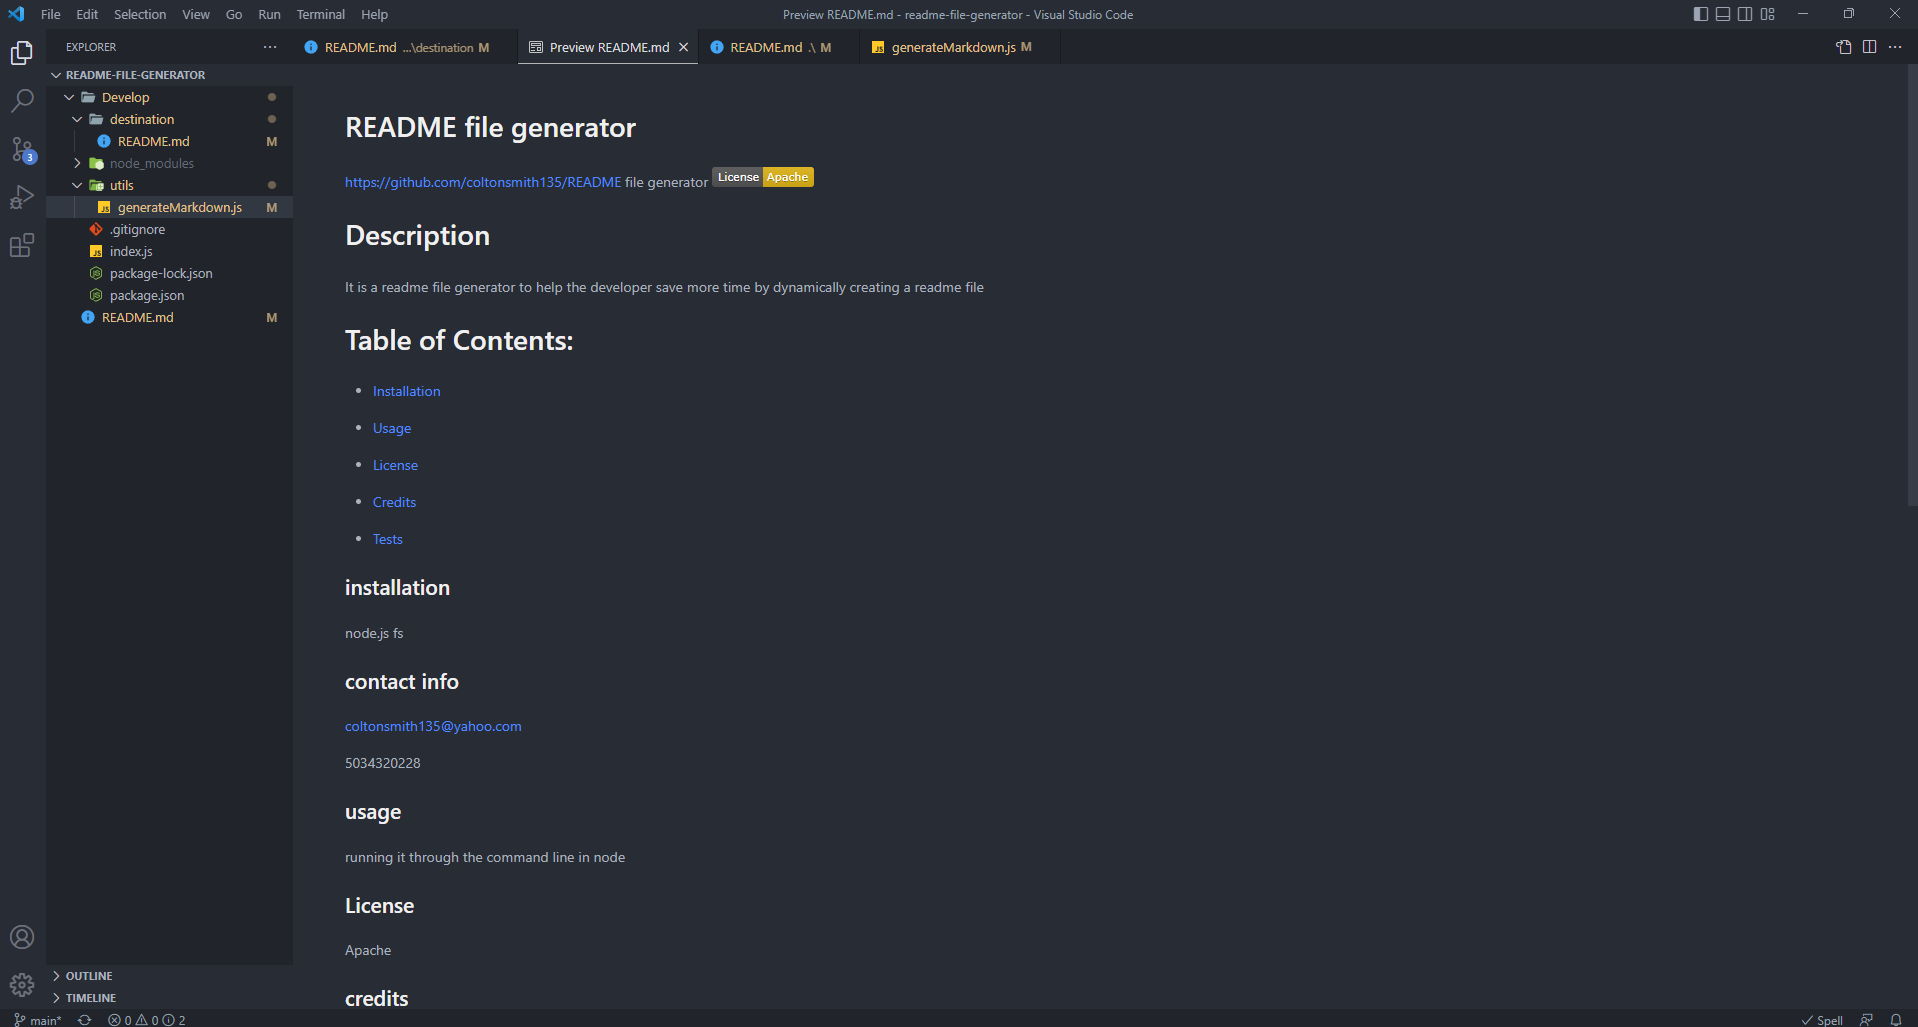 File Edit Selection View Go Run Terminal Help
Preview README.md - readme-file-generator - Visual Studio Code
EXPLORER
README.md ...\destination M
Preview README.md
README.md .\ M
JS generateMarkdown.js M
README-FILE-GENERATOR
Develop
destination
README.md M
node_modules
utils
JS generateMarkdown.js M
.gitignore
JS index.js
package-lock.json
package.json
README.md M
3
OUTLINE
TIMELINE
README file generator
https://github.com/coltonsmith135/README file generator License Apache
Description
It is a readme file generator to help the developer save more time by dynamically creating a readme file
Table of Contents:
• Installation
• Usage
• License
• Credits
• Tests
installation
node.js fs
contact info
coltonsmith135@yahoo.com
5034320228
usage
running it through the command line in node
License
Apache
credits
main* 0 0 2
Spell